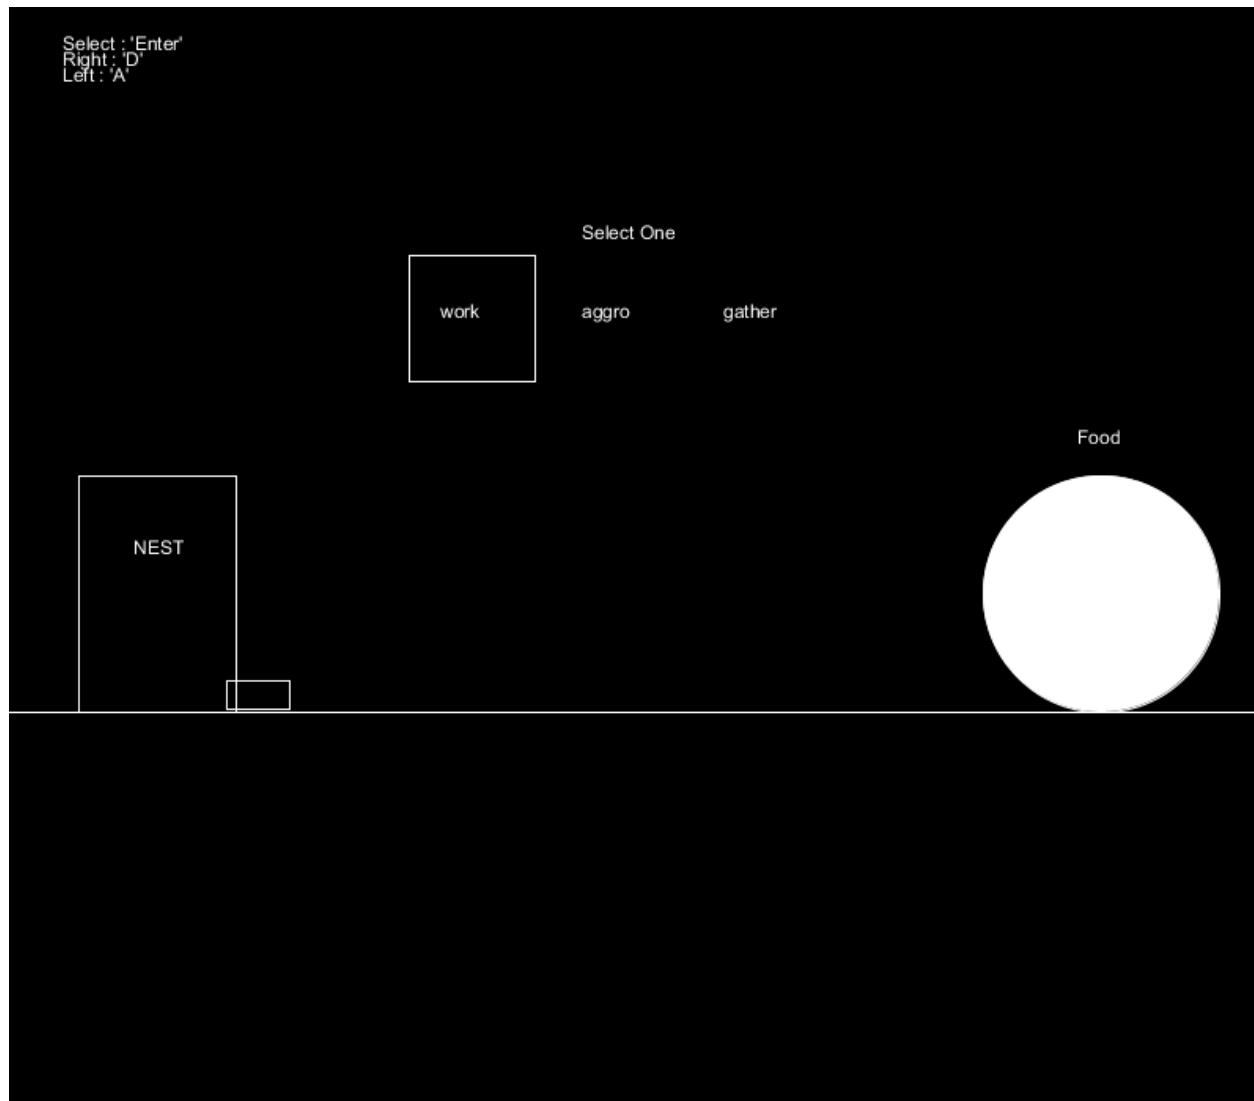 Select : 'Enter'
Right : 'D'
Left : 'A'
Select One
work aggro gather
Food
NEST